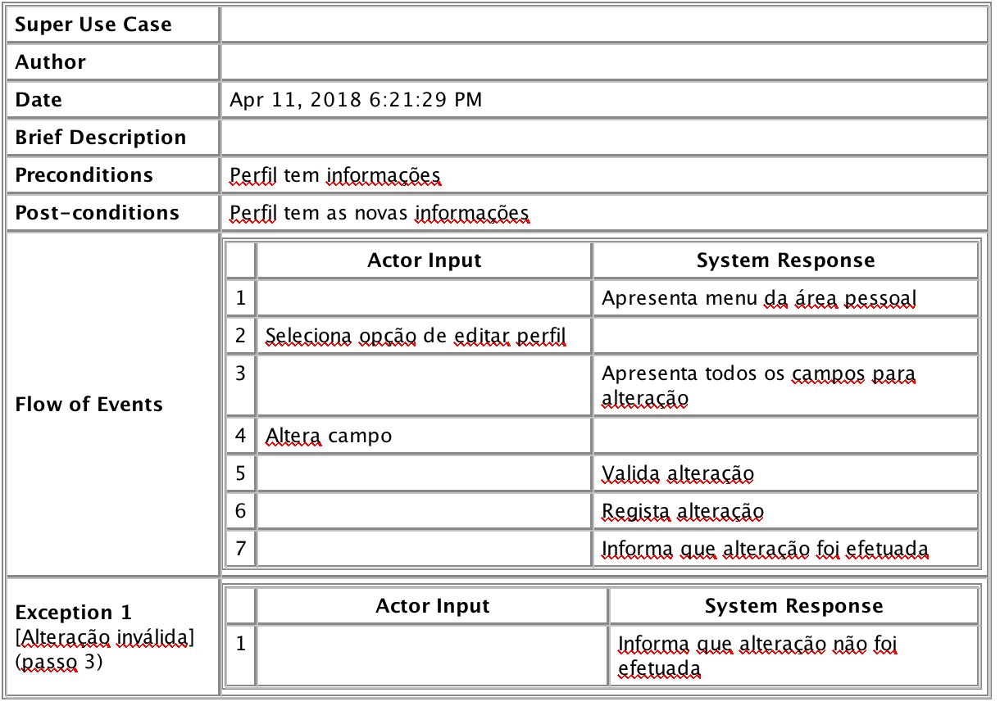 Super Use Case
Author
Date
Apr 11, 2018 6:21:29 PM
Brief Description
Preconditions
Perfil tem informações
Post-conditions
Perfil tem as novas informações
Flow of Events
Actor Input
System Response
1
Apresenta menu da área pessoal
2
Seleciona opção de editar perfil
3
Apresenta todos os campos para
alteração
4
Altera campo
5
Valida alteração
6
Regista alteração
7
Informa que alteração foi efetuada
Exception 1
[Alteração inválida]
(passo 3)
Actor Input
System Response
1
Informa que alteração não foi
efetuada